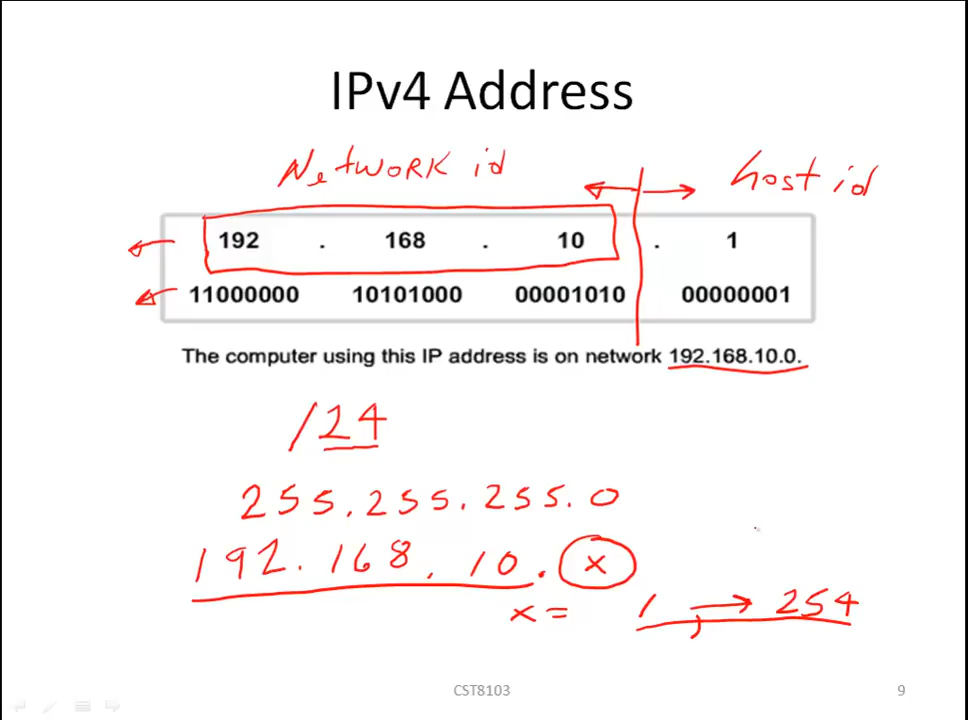 IPv4 Address
Network id
host id
192 . 168 . 10 . 1
11000000 10101000 00001010 00000001
The computer using this IP address is on network 192.168.10.0.
/24
255.255.255.0
192.168.10.x
x = 1, → 254
CST8103
9